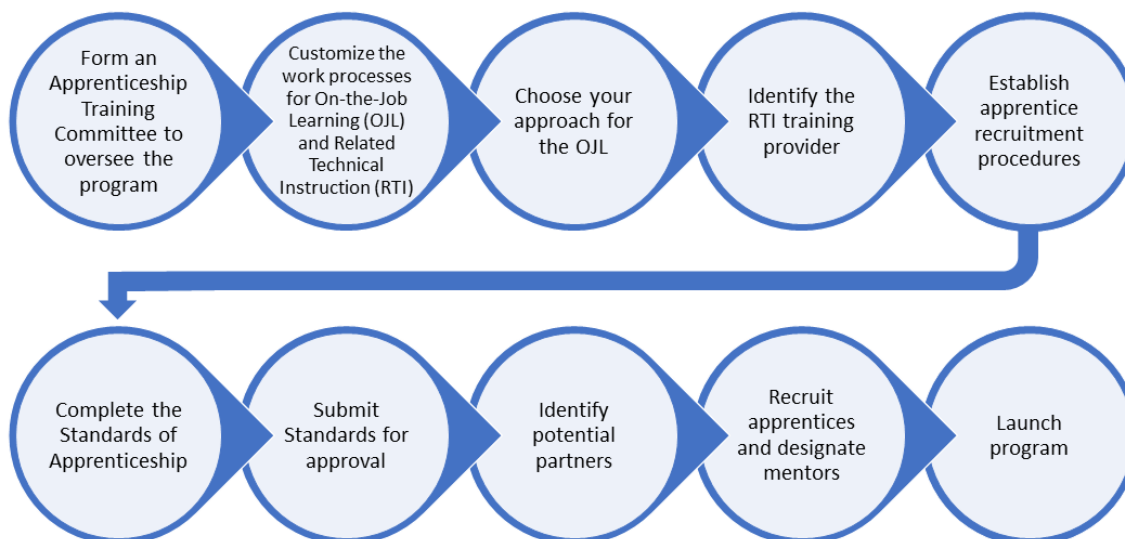 Form an
Apprenticeship
Training
Committee to
oversee the
program
Customize the
work processes
for On-the-Job
Learning (OJL)
and Related
Technical
Instruction (RTI)
Choose your
approach for
the OJL
Identify the
RTI training
provider
Establish
apprentice
recruitment
procedures
Complete the
Standards of
Apprenticeship
Submit
Standards for
approval
Identify
potential
partners
Recruit
apprentices
and designate
mentors
Launch
program